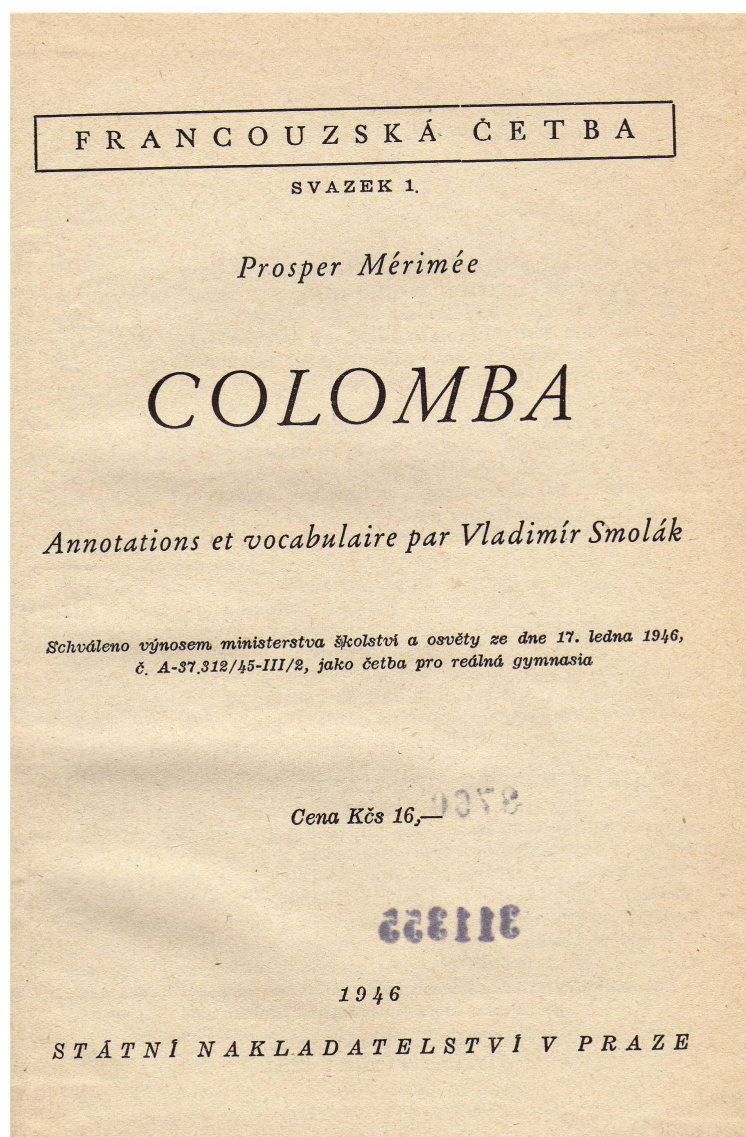 FRANCOUZSKÁ ČETBA
SVAZEK 1.
Prosper Mérimée
COLOMBA
Annotations et vocabulaire par Vladimír Smolák
Schváleno výnosem ministerstva školství a osvěty ze dne 17. ledna 1946,
č. A-37.312/45-III/2, jako četba pro reálná gymnasia
Cena Kčs 16,—
311355
1946
STÁTNÍ NAKLADATELSTVÍ V PRAZE